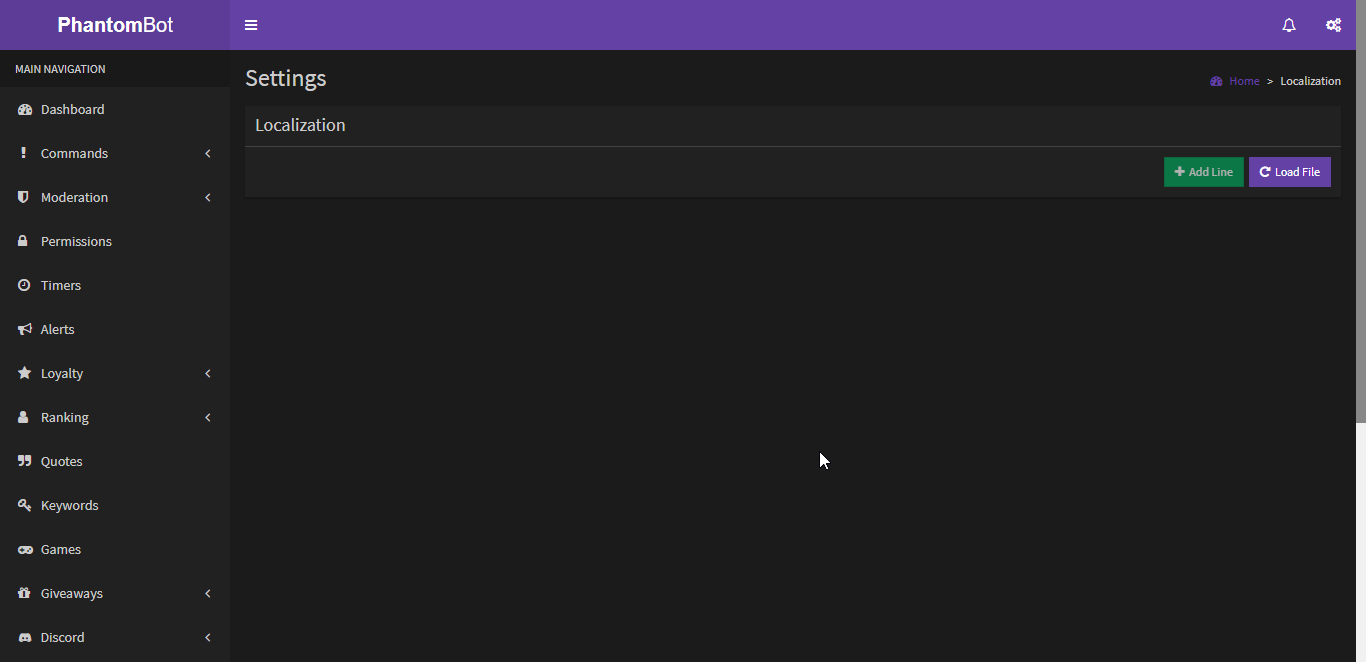 PhantomBot
MAIN NAVIGATION
Dashboard
Commands
Moderation
Permissions
Timers
Alerts
Loyalty
Ranking
Quotes
Keywords
Games
Giveaways
Discord
Settings
Home > Localization
Localization
Add Line
Load File